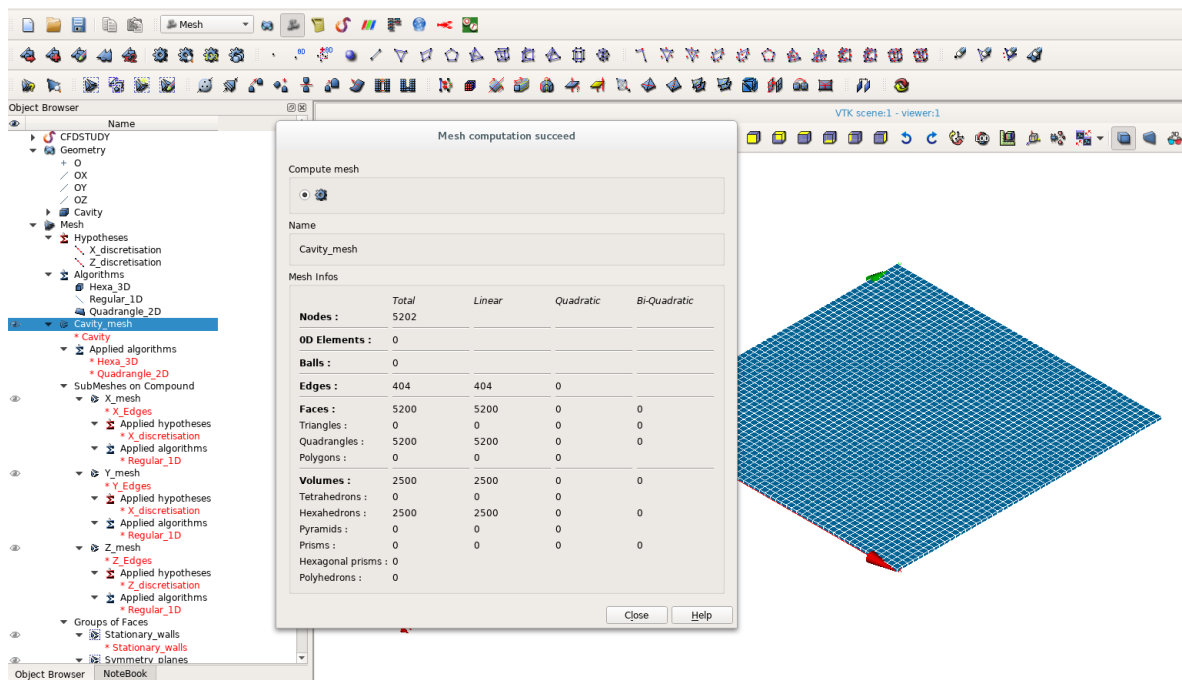 Mesh
Object Browser
Name
CFDSTUDY
Geometry
O
OX
OY
OZ
Cavity
Mesh
Hypotheses
X_discretisation
Z_discretisation
Algorithms
Hexa_3D
Regular_1D
Quadrangle_2D
Cavity_mesh
* Cavity
Applied algorithms
* Hexa_3D
* Quadrangle_2D
SubMeshes on Compound
X_mesh
* X_Edges
Applied hypotheses
* X_discretisation
Applied algorithms
* Regular_1D
Y_mesh
* Y_Edges
Applied hypotheses
* X_discretisation
Applied algorithms
* Regular_1D
Z_mesh
* Z_Edges
Applied hypotheses
* Z_discretisation
Applied algorithms
* Regular_1D
Groups of Faces
Stationary_walls
* Stationary_walls
Symmetry_planes
Object Browser NoteBook
VTK scene:1 - viewer:1
Mesh computation succeed
Compute mesh
Name
Cavity_mesh
Mesh Infos
Total Linear Quadratic Bi-Quadratic
Nodes : 5202
0D Elements : 0
Balls : 0
Edges : 404 404 0
Faces : 5200 5200 0 0
Triangles : 0 0 0 0
Quadrangles : 5200 5200 0 0
Polygons : 0 0 0
Volumes : 2500 2500 0 0
Tetrahedrons : 0 0 0
Hexahedrons : 2500 2500 0 0
Pyramids : 0 0 0
Prisms : 0 0 0 0
Hexagonal prisms : 0
Polyhedrons : 0
Close Help